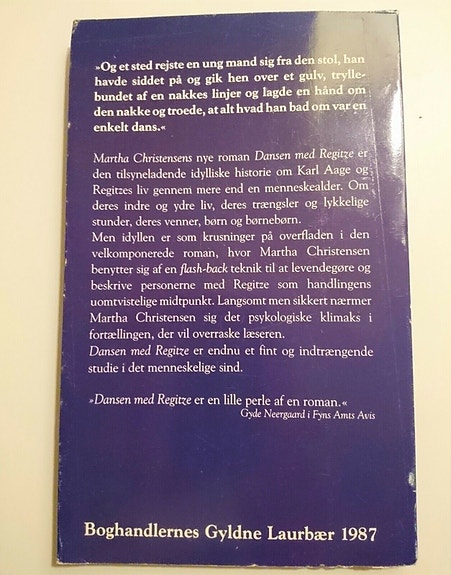 »Og et sted rejste en ung mand sig fra den stol, han
havde siddet på og gik hen over et gulv, trylle-
bundet af en nakkes linjer og lagde en hånd om
den nakke og troede, at alt hvad han bad om var en
enkelt dans.«
Martha Christensens nye roman Dansen med Regitze er
den tilsyneladende idylliske historie om Karl Aage og
Regitzes liv gennem mere end en menneskealder. Om
deres indre og ydre liv, deres trængsler og lykkelige
stunder, deres venner, børn og børnebørn.
Men idyllen er som krusninger på overfladen i den
velkomponerede roman, hvor Martha Christensen
benytter sig af en flash-back teknik til at levendegøre og
beskrive personerne med Regitze som handlingens
uomtvistelige midtpunkt. Langsomt men sikkert nærmer
Martha Christensen sig det psykologiske klimaks i
fortællingen, der vil overraske læseren.
Dansen med Regitze er endnu et fint og indtrængende
studie i det menneskelige sind.
»Dansen med Regitze er en lille perle af en roman.«
Gyde Neergaard i Fyns Amts Avis
Boghandlernes Gyldne Laurbær 1987